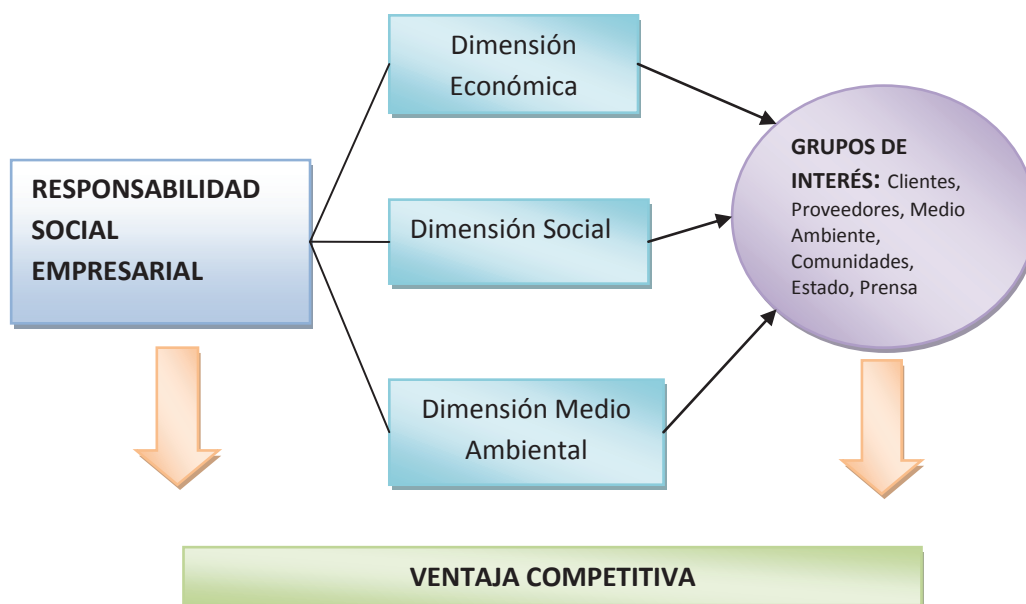 Dimensión
Económica
RESPONSABILIDAD
SOCIAL
EMPRESARIAL
Dimensión Social
Dimensión Medio
Ambiental
GRUPOS DE
INTERÉS: Clientes,
Proveedores, Medio
Ambiente,
Comunidades,
Estado, Prensa
VENTAJA COMPETITIVA